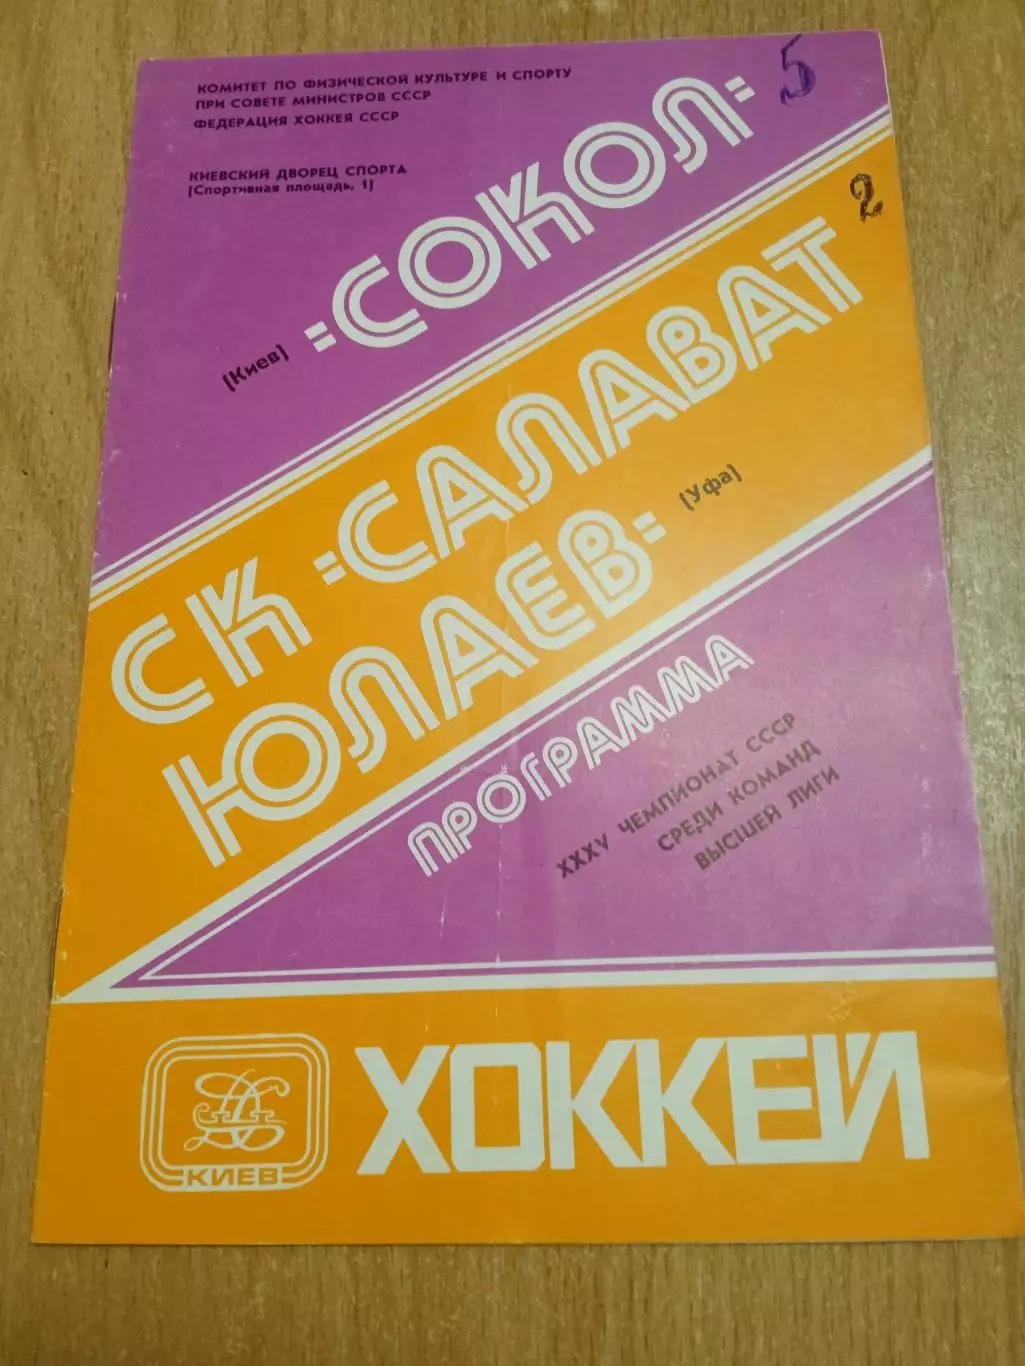 КОМИТЕТ ПО ФИЗИЧЕСКОЙ КУЛЬТУРЕ И СПОРТУ
ПРИ СОВЕТЕ МИНИСТРОВ СССР
ФЕДЕРАЦИЯ ХОККЕЯ СССР
КИЕВСКИЙ ДВОРЕЦ СПОРТА
(Спортивная площадь, 1)
"СОКОЛ" 5
(Киев)
СК "САЛАВАТ 2
ЮЛАЕВ"
(Уфа)
ПРОГРАММА
XXXV ЧЕМПИОНАТ СССР
СРЕДИ КОМАНД
ВЫСШЕЙ ЛИГИ
КИЕВ
ХОККЕЙ